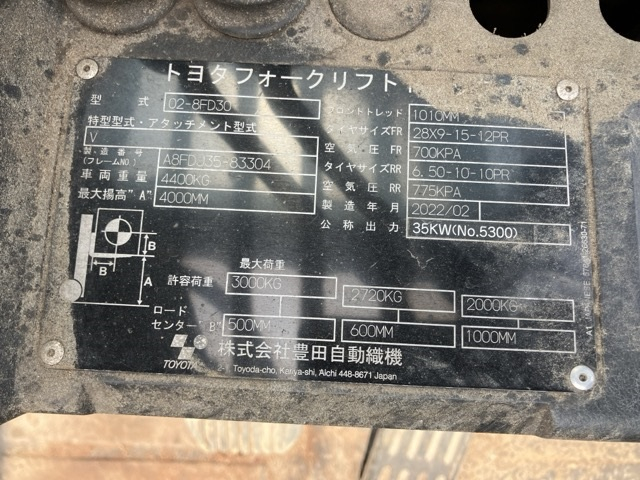 トヨタフォークリフト
型式 02-8FD30
特型型式・アタッチメント型式
V
製造番号 (フレームNO) A8FD335-83304
車両重量 4400KG
最大揚高"A" 4000MM
フロントトレッド 1010MM
タイヤサイズFR 28X9-15-12PR
空気圧 FR 700KPA
タイヤサイズRR 6.50-10-10PR
空気圧 RR 775KPA
製造年月 2022/02
公称出力 35KW(No.5300)
B
B
A
最大荷重
許容荷重 3000KG 2720KG 2000KG
ロードセンター"B" 500MM 600MM 1000MM
TOYOTA
株式会社豊田自動織機
Toyoda-cho, Kariya-shi, Aichi 448-8671 Japan